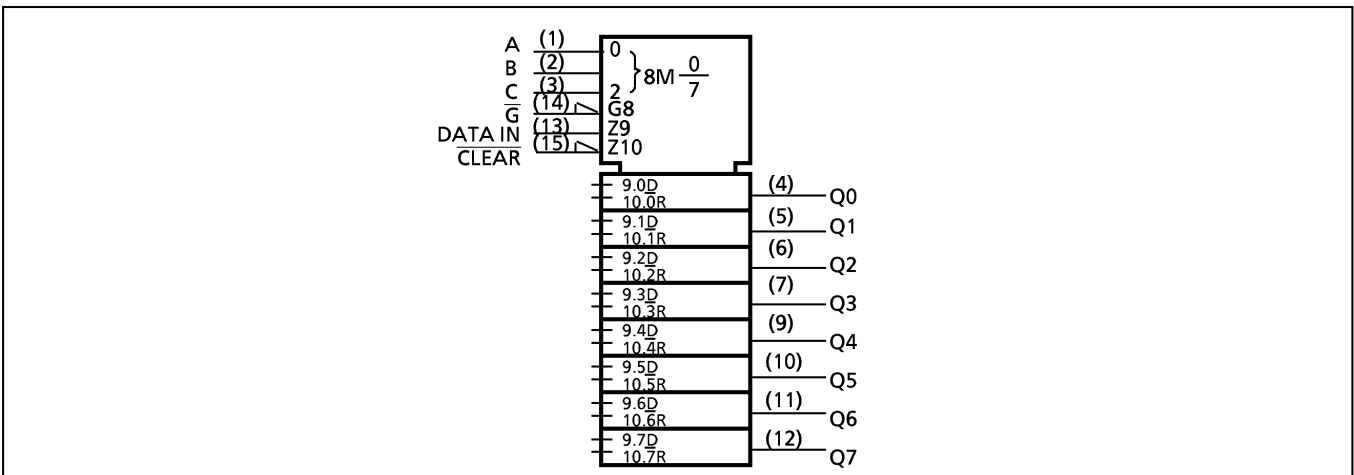 A (1) 0
B (2) 8M 0/7
C (3) 2
G (14) G8
DATA IN (13) Z9
CLEAR (15) Z10
9.0D (4) Q0
10.0R
9.1D (5) Q1
10.1R
9.2D (6) Q2
10.2R
9.3D (7) Q3
10.3R
9.4D (9) Q4
10.4R
9.5D (10) Q5
10.5R
9.6D (11) Q6
10.6R
9.7D (12) Q7
10.7R